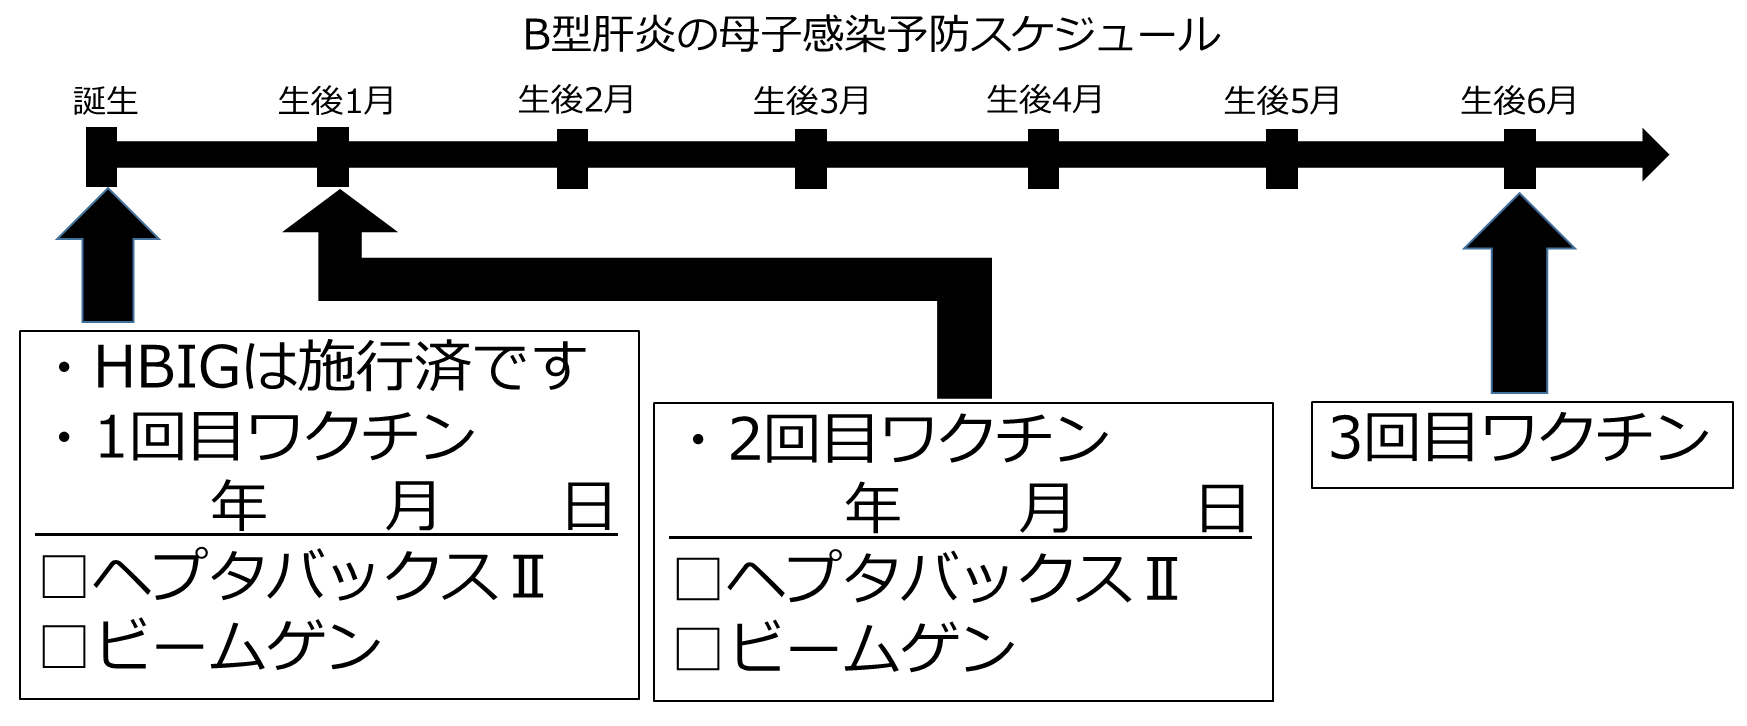 B型肝炎の母子感染予防スケジュール
誕生 生後1月 生後2月 生後3月 生後4月 生後5月 生後6月
・HBIGは施行済です
・1回目ワクチン
年 月 日
□ヘプタバックスⅡ
□ビームゲン
・2回目ワクチン
年 月 日
□ヘプタバックスⅡ
□ビームゲン
3回目ワクチン